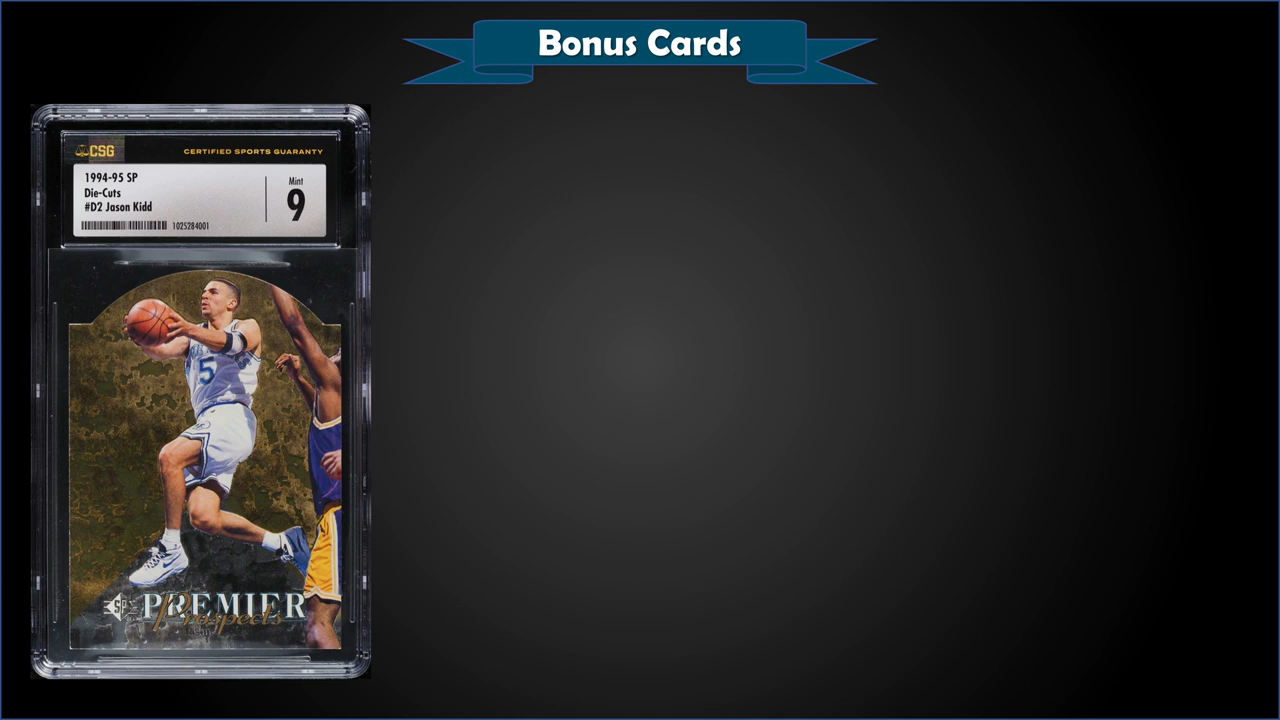 Bonus Cards
CSG
CERTIFIED SPORTS GUARANTY
1994-95 SP
Die-Cuts
#D2 Jason Kidd
Mint
9
1025284001
5
SP
PREMIER
Prospects